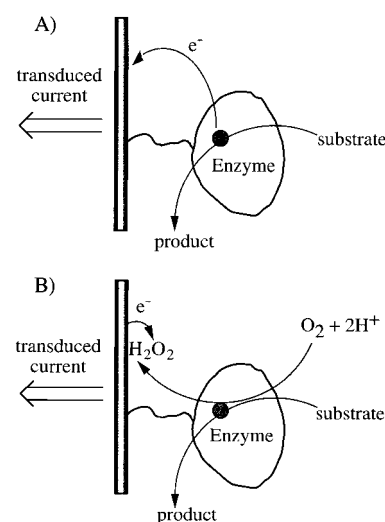 A)
e⁻
transduced
current
substrate
Enzyme
product
B)
e⁻
O₂ + 2H⁺
transduced
current
H₂O₂
substrate
Enzyme
product